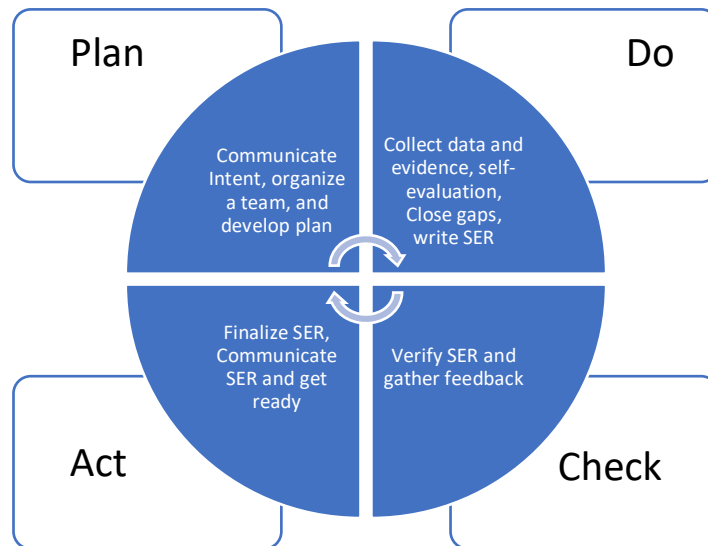 Plan
Communicate
Intent, organize
a team, and
develop plan
Do
Collect data and
evidence, self-
evaluation,
Close gaps,
write SER
Act
Finalize SER,
Communicate
SER and get
ready
Check
Verify SER and
gather feedback